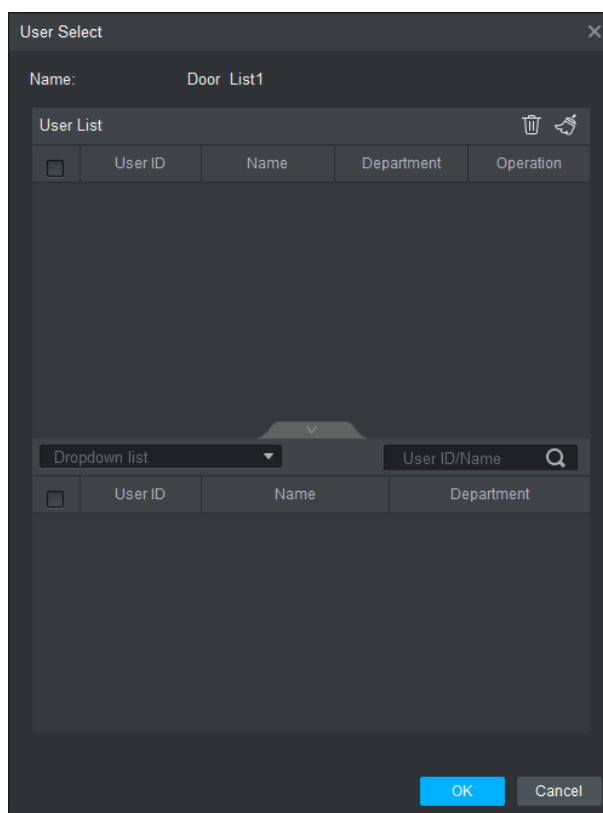 User Select
Name: Door List1
User List
User ID Name Department Operation
Dropdown list User ID/Name
User ID Name Department
OK Cancel